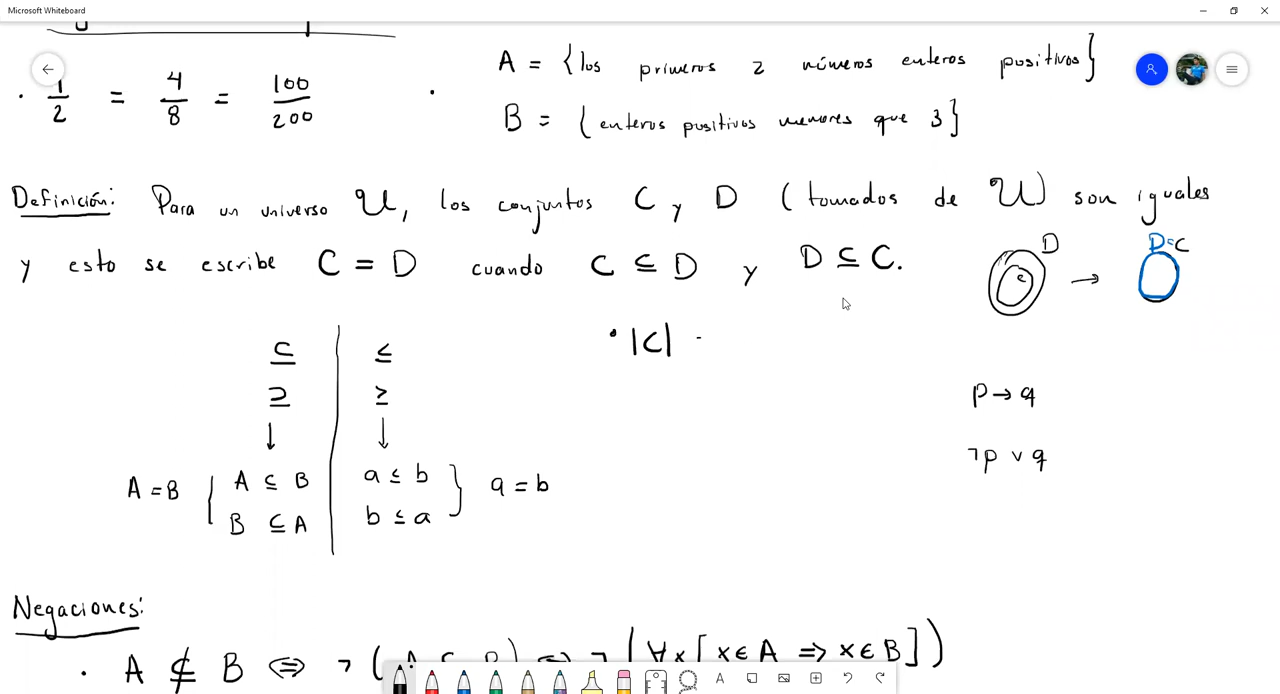 Microsoft Whiteboard
1/2 = 4/8 = 100/200
A = {los primeros 2 números enteros positivos}
B = {enteros positivos menores que 3}
Definición: Para un universo U, los conjuntos C y D (tomados de U) son iguales
y esto se escribe C = D cuando C ⊆ D y D ⊆ C.
D
C
→
D=C
⊆ | ≤
⊇ | ≥
↓ | ↓
A = B { A ⊆ B | a ≤ b } a = b
B ⊆ A | b ≤ a
• |C| -
p → q
¬p ∨ q
Negaciones:
• A ⊈ B ⟺ ¬(A ⊆ B) ⟺ ¬(∀x[x ∈ A ⇒ x ∈ B])
A